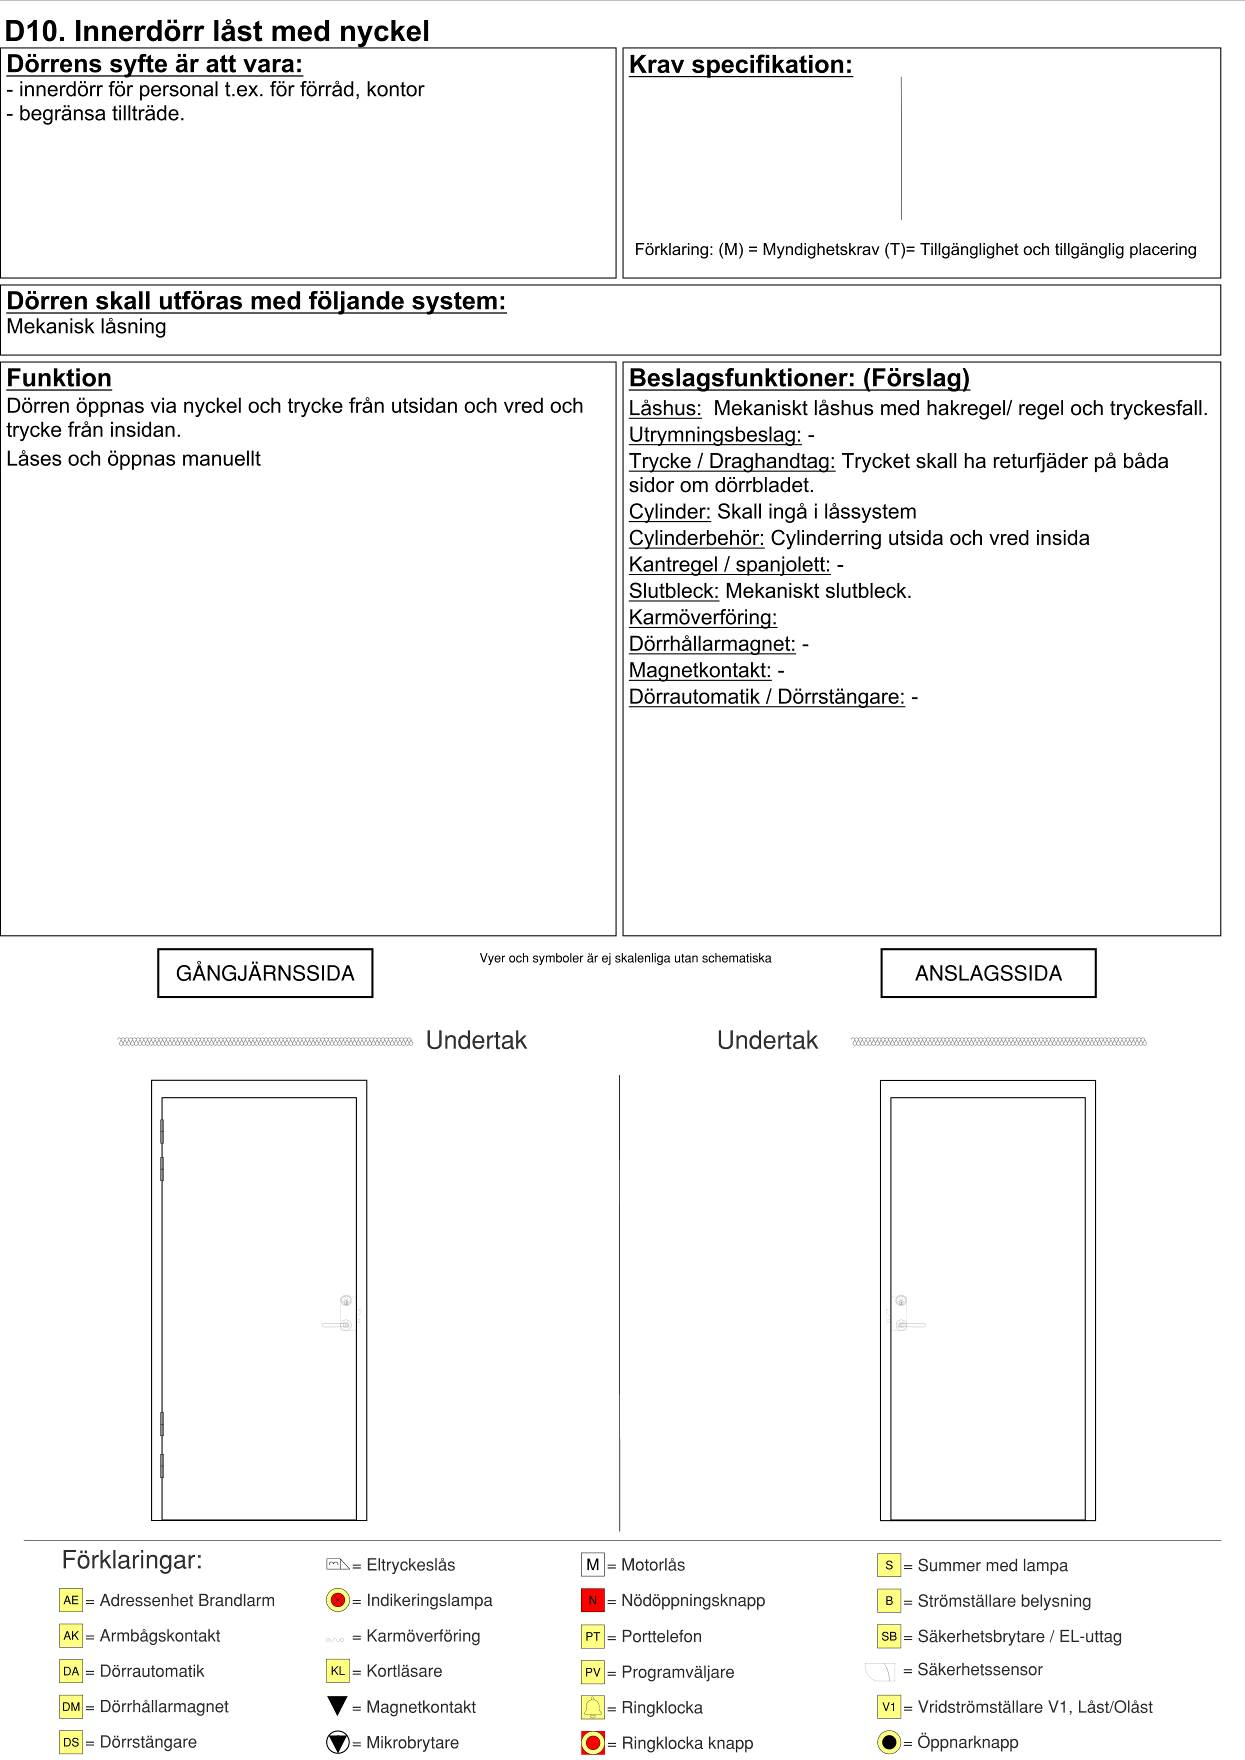 D10. Innerdörr låst med nyckel
Dörrens syfte är att vara:
- innerdörr för personal t.ex. för förråd, kontor
- begränsa tillträde.
Krav specifikation:
Förklaring: (M) = Myndighetskrav (T)= Tillgänglighet och tillgänglig placering
Dörren skall utföras med följande system:
Mekanisk låsning
Funktion
Dörren öppnas via nyckel och trycke från utsidan och vred och
trycke från insidan.
Låses och öppnas manuellt
Beslagsfunktioner: (Förslag)
Låshus: Mekaniskt låshus med hakregel/ regel och tryckesfall.
Utrymningsbeslag: -
Trycke / Draghandtag: Trycket skall ha returfjäder på båda
sidor om dörrbladet.
Cylinder: Skall ingå i låssystem
Cylinderbehör: Cylinderring utsida och vred insida
Kantregel / spanjolett: -
Slutbleck: Mekaniskt slutbleck.
Karmöverföring:
Dörrhållarmagnet: -
Magnetkontakt: -
Dörrautomatik / Dörrstängare: -
GÅNGJÄRNSSIDA
Vyer och symboler är ej skalenliga utan schematiska
ANSLAGSSIDA
Undertak
Undertak
Förklaringar:
AE = Adressenhet Brandlarm
AK = Armbågskontakt
DA = Dörrautomatik
DM = Dörrhållarmagnet
DS = Dörrstängare
= Eltryckeslås
= Indikeringslampa
= Karmöverföring
KL = Kortläsare
= Magnetkontakt
= Mikrobrytare
M = Motorlås
N = Nödöppningsknapp
PT = Porttelefon
PV = Programväljare
= Ringklocka
= Ringklocka knapp
S = Summer med lampa
B = Strömställare belysning
SB = Säkerhetsbrytare / EL-uttag
= Säkerhetssensor
V1 = Vridströmställare V1, Låst/Olåst
= Öppnarknapp